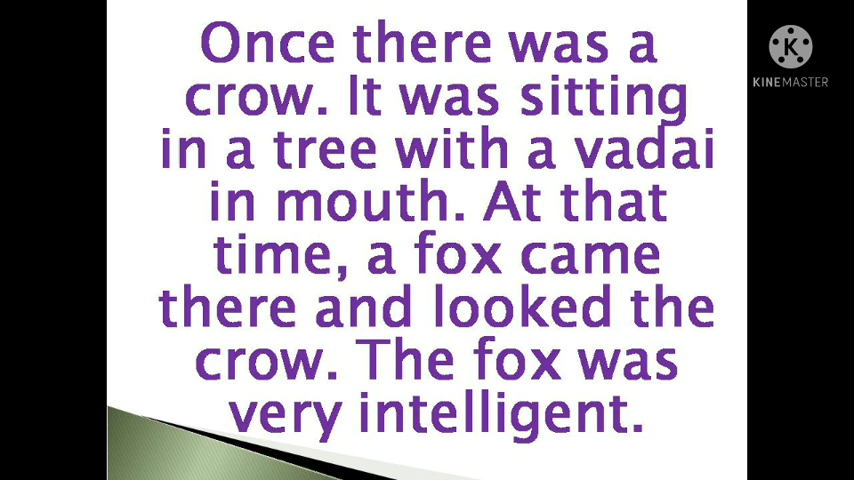 Once there was a
crow. It was sitting
in a tree with a vadai
in mouth. At that
time, a fox came
there and looked the
crow. The fox was
very intelligent.
K
KINEMASTER